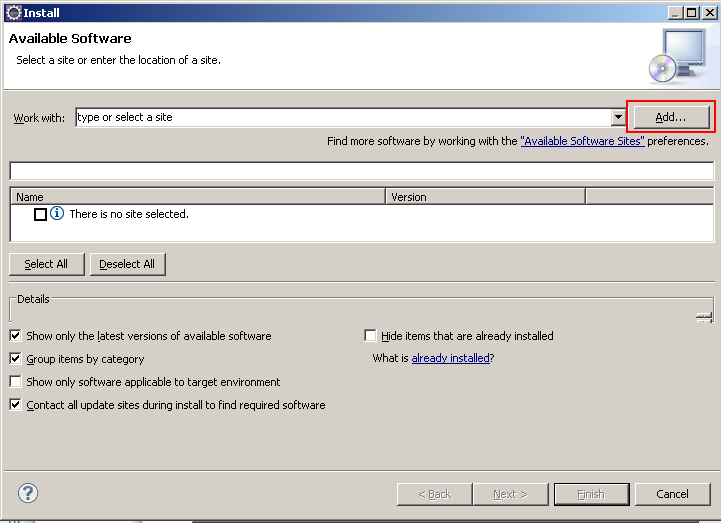 Install
Available Software
Select a site or enter the location of a site.
Work with: type or select a site Add...
Find more software by working with the "Available Software Sites" preferences.
Name Version
There is no site selected.
Select All Deselect All
Details
Show only the latest versions of available software Hide items that are already installed
Group items by category What is already installed?
Show only software applicable to target environment
Contact all update sites during install to find required software
? < Back Next > Finish Cancel